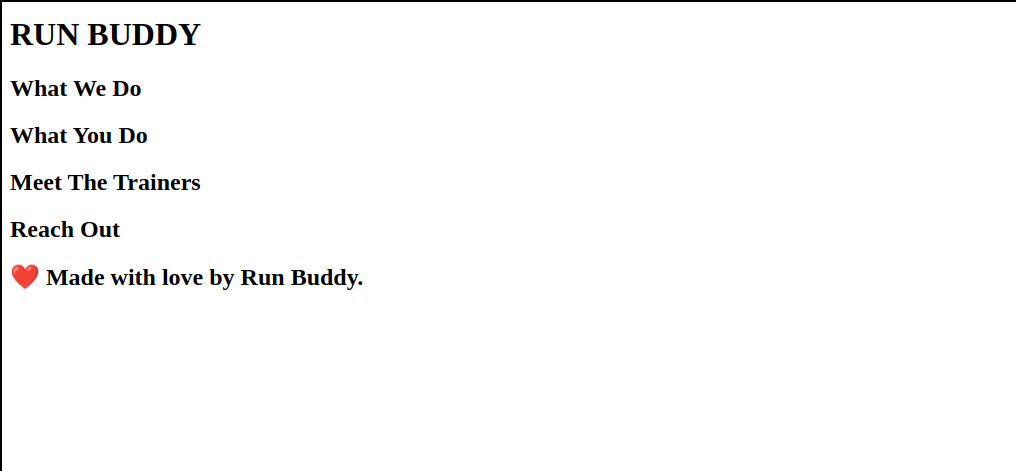 RUN BUDDY
What We Do
What You Do
Meet The Trainers
Reach Out
❤️ Made with love by Run Buddy.